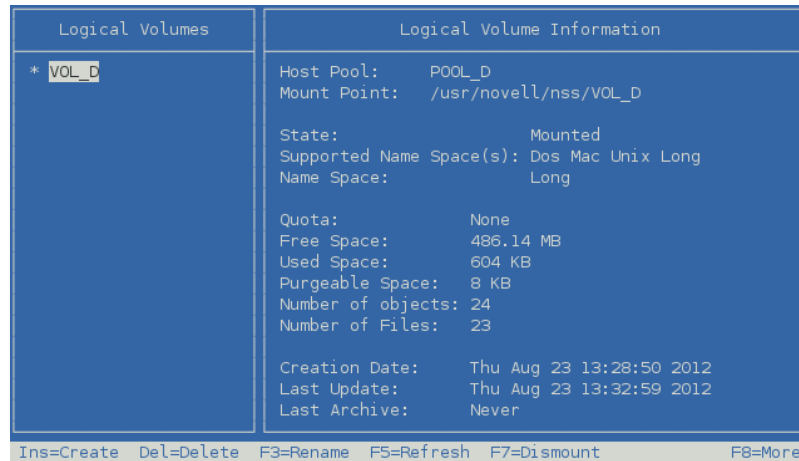 Logical Volumes
* VOL_D
Logical Volume Information
Host Pool: POOL_D
Mount Point: /usr/novell/nss/VOL_D
State: Mounted
Supported Name Space(s): Dos Mac Unix Long
Name Space: Long
Quota: None
Free Space: 486.14 MB
Used Space: 604 KB
Purgeable Space: 8 KB
Number of objects: 24
Number of Files: 23
Creation Date: Thu Aug 23 13:28:50 2012
Last Update: Thu Aug 23 13:32:59 2012
Last Archive: Never
Ins=Create Del=Delete F3=Rename F5=Refresh F7=Dismount F8=More